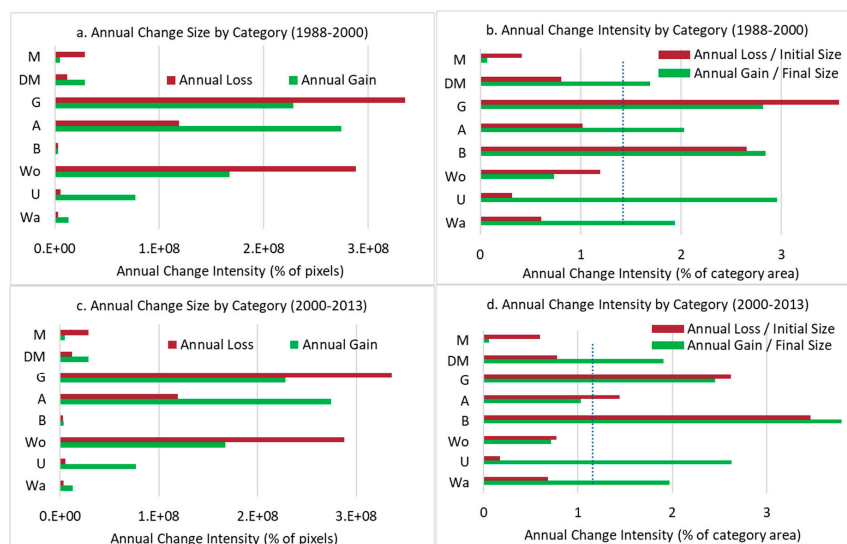 a. Annual Change Size by Category (1988-2000)
Annual Loss Annual Gain
M
DM
G
A
B
Wo
U
Wa
0.E+00 1.E+08 2.E+08 3.E+08
Annual Change Intensity (% of pixels)
b. Annual Change Intensity by Category (1988-2000)
Annual Loss / Initial Size
Annual Gain / Final Size
M
DM
G
A
B
Wo
U
Wa
0 1 2 3
Annual Change Intensity (% of category area)
c. Annual Change Size by Category (2000-2013)
Annual Loss Annual Gain
M
DM
G
A
B
Wo
U
Wa
0.E+00 1.E+08 2.E+08 3.E+08
Annual Change Intensity (% of pixels)
d. Annual Change Intensity by Category (2000-2013)
Annual Loss / Initial Size
Annual Gain / Final Size
M
DM
G
A
B
Wo
U
Wa
0 1 2 3
Annual Change Intensity (% of category area)